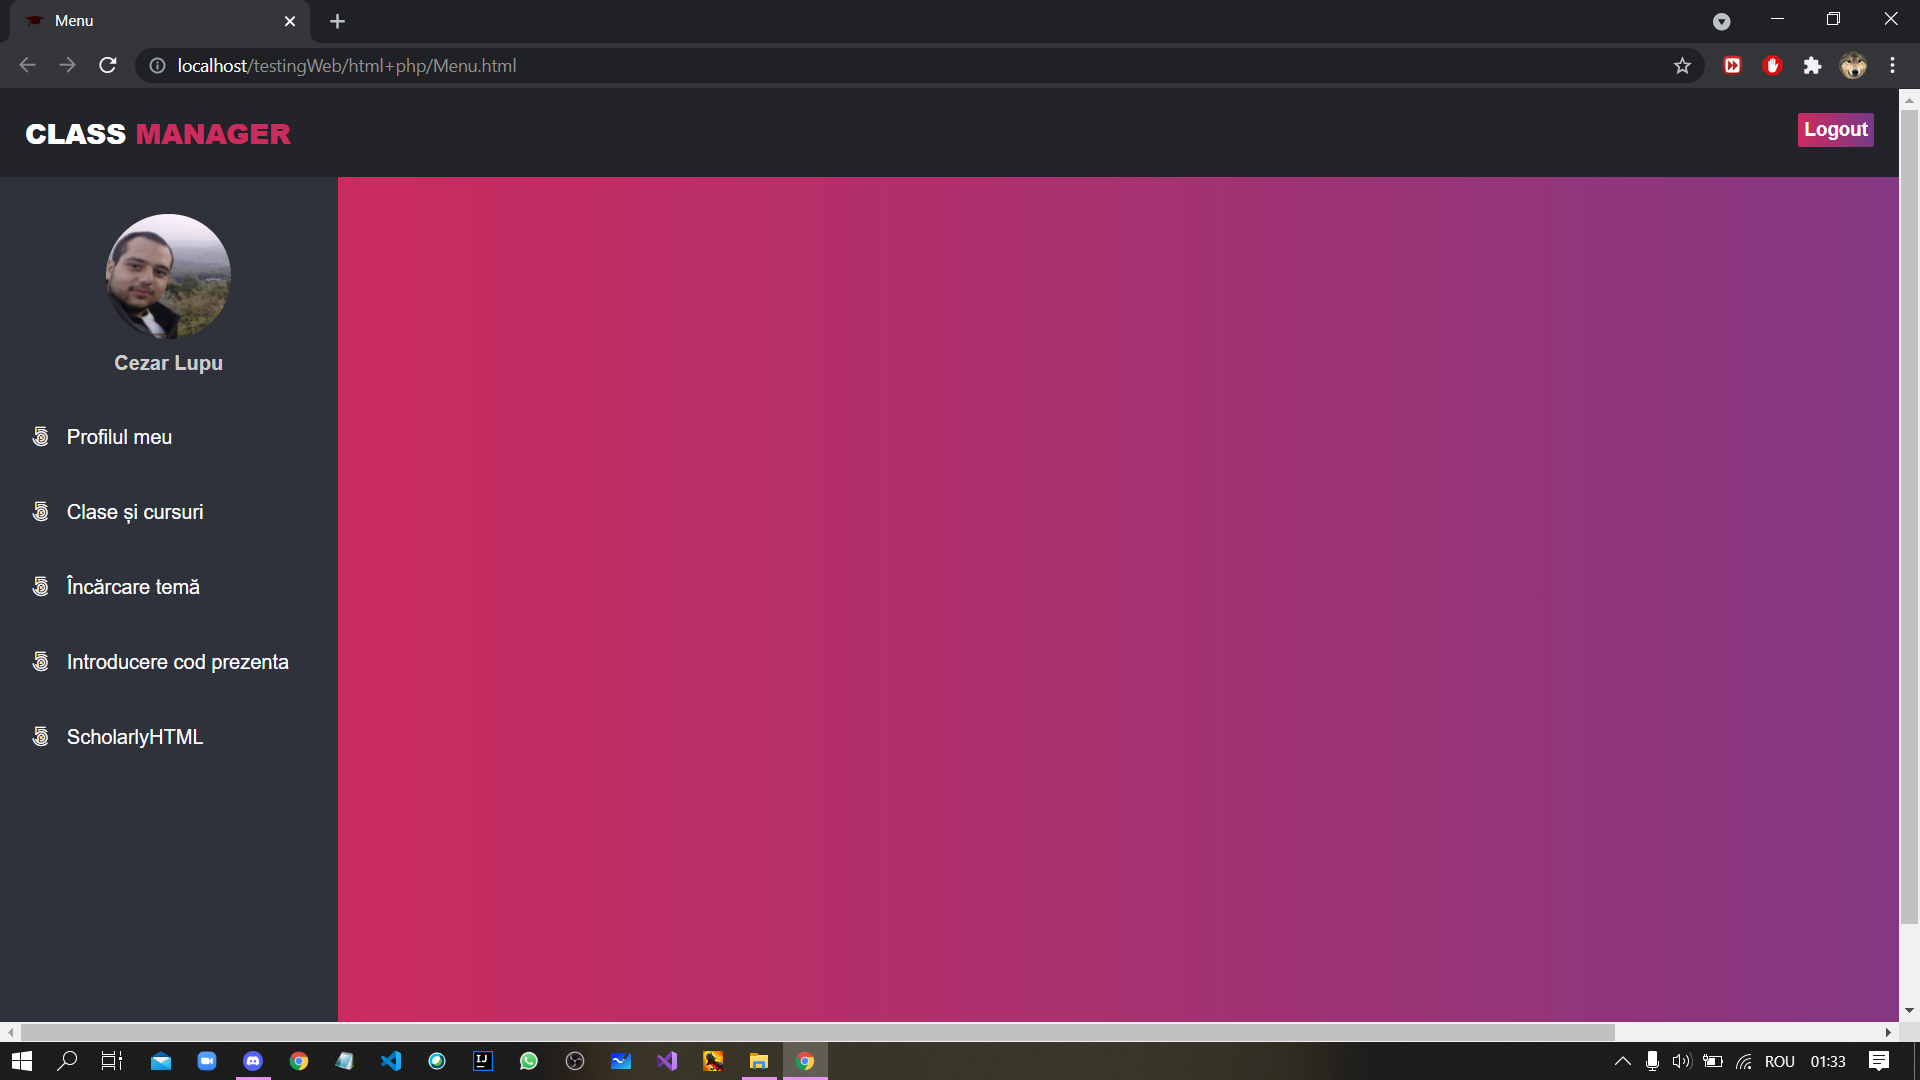 Menu
localhost/testingWeb/html+php/Menu.html
CLASS MANAGER
Logout
Cezar Lupu
Profilul meu
Clase și cursuri
Încărcare temă
Introducere cod prezenta
ScholarlyHTML
ROU 01:33